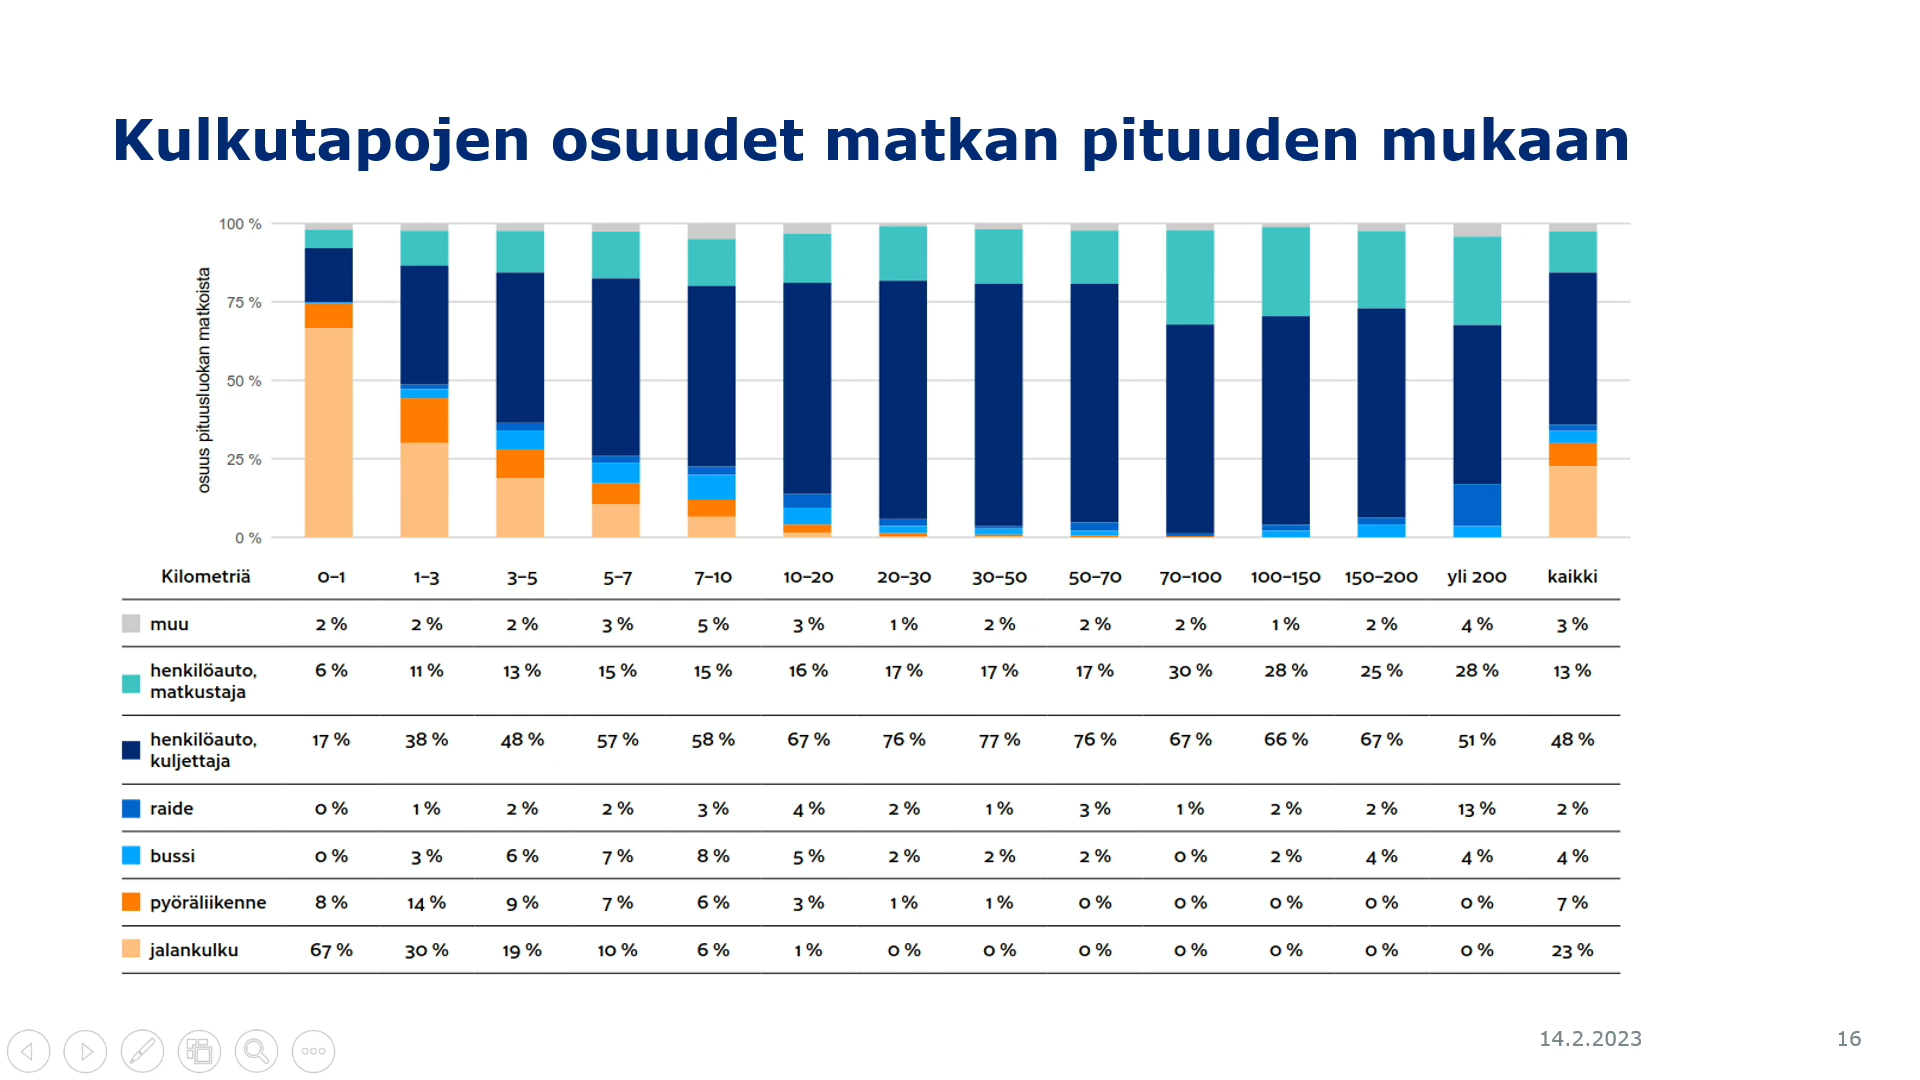 Kulkutapojen osuudet matkan pituuden mukaan
osuus pituusluokan matkoista
100 %
75 %
50 %
25 %
0 %
Kilometriä 0–1 1–3 3–5 5–7 7–10 10–20 20–30 30–50 50–70 70–100 100–150 150–200 yli 200 kaikki
muu 2 % 2 % 2 % 3 % 5 % 3 % 1 % 2 % 2 % 2 % 1 % 2 % 4 % 3 %
henkilöauto, 6 % 11 % 13 % 15 % 15 % 16 % 17 % 17 % 17 % 30 % 28 % 25 % 28 % 13 %
matkustaja
henkilöauto, 17 % 38 % 48 % 57 % 58 % 67 % 76 % 77 % 76 % 67 % 66 % 67 % 51 % 48 %
kuljettaja
raide 0 % 1 % 2 % 2 % 3 % 4 % 2 % 1 % 3 % 1 % 2 % 2 % 13 % 2 %
bussi 0 % 3 % 6 % 7 % 8 % 5 % 2 % 2 % 2 % 0 % 2 % 4 % 4 % 4 %
pyöräliikenne 8 % 14 % 9 % 7 % 6 % 3 % 1 % 1 % 0 % 0 % 0 % 0 % 0 % 7 %
jalankulku 67 % 30 % 19 % 10 % 6 % 1 % 0 % 0 % 0 % 0 % 0 % 0 % 0 % 23 %
14.2.2023 16